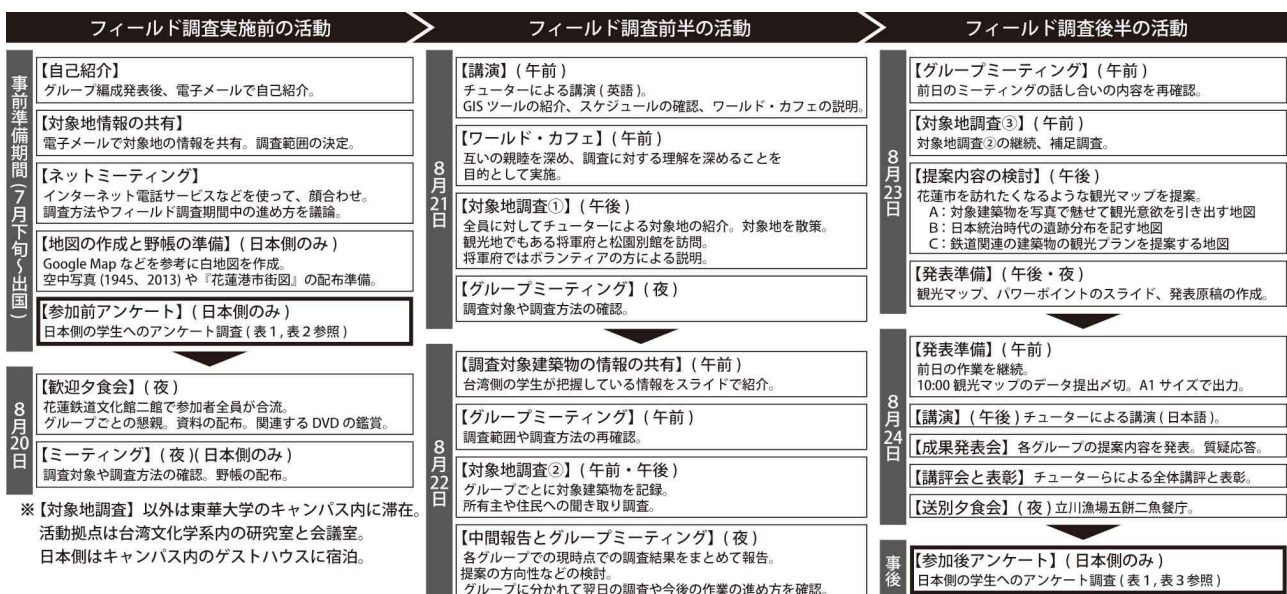 フィールド調査実施前の活動
事前準備期間(7月下旬〜出国)
【自己紹介】
グループ編成発表後、電子メールで自己紹介。
【対象地情報の共有】
電子メールで対象地の情報を共有。調査範囲の決定。
【ネットミーティング】
インターネット電話サービスなどを使って、顔合わせ。
調査方法やフィールド調査期間中の進め方を議論。
【地図の作成と野帳の準備】(日本側のみ)
Google Map などを参考に白地図を作成。
空中写真(1945、2013)や『花蓮港市街図』の配布準備。
【参加前アンケート】(日本側のみ)
日本側の学生へのアンケート調査(表1,表2参照)
8月20日
【歓迎夕食会】(夜)
花蓮鉄道文化館二館で参加者全員が合流。
グループごとの懇親。資料の配布。関連するDVDの鑑賞。
【ミーティング】(夜)(日本側のみ)
調査対象や調査方法の確認。野帳の配布。
※【対象地調査】以外は東華大学のキャンパス内に滞在。
活動拠点は台湾文化学系内の研究室と会議室。
日本側はキャンパス内のゲストハウスに宿泊。
フィールド調査前半の活動
8月21日
【講演】(午前)
チューターによる講演(英語)。
GISツールの紹介、スケジュールの確認、ワールド・カフェの説明。
【ワールド・カフェ】(午前)
互いの親睦を深め、調査に対する理解を深めることを
目的として実施。
【対象地調査①】(午後)
全員に対してチューターによる対象地の紹介。対象地を散策。
観光地でもある将軍府と松園別館を訪問。
将軍府ではボランティアの方による説明。
【グループミーティング】(夜)
調査対象や調査方法の確認。
8月22日
【調査対象建築物の情報の共有】(午前)
台湾側の学生が把握している情報をスライドで紹介。
【グループミーティング】(午前)
調査範囲や調査方法の再確認。
【対象地調査②】(午前・午後)
グループごとに対象建築物を記録。
所有主や住民への聞き取り調査。
【中間報告とグループミーティング】(夜)
各グループでの現時点での調査結果をまとめて報告。
提案の方向性などの検討。
グループに分かれて翌日の調査や今後の作業の進め方を確認。
フィールド調査後半の活動
8月23日
【グループミーティング】(午前)
前日のミーティングの話し合いの内容を再確認。
【対象地調査③】(午前)
対象地調査②の継続、補足調査。
【提案内容の検討】(午後)
花蓮市を訪れたくなるような観光マップを提案。
A:対象建築物を写真で魅せて観光意欲を引き出す地図
B:日本統治時代の遺跡分布を記す地図
C:鉄道関連の建築物の観光プランを提案する地図
【発表準備】(午後・夜)
観光マップ、パワーポイントのスライド、発表原稿の作成。
8月24日
【発表準備】(午前)
前日の作業を継続。
10:00 観光マップのデータ提出〆切。A1サイズで出力。
【講演】(午後)チューターによる講演(日本語)。
【成果発表会】各グループの提案内容を発表。質疑応答。
【講評会と表彰】チューターらによる全体講評と表彰。
【送別夕食会】(夜)立川漁場五餅二魚餐庁。
事後
【参加後アンケート】(日本側のみ)
日本側の学生へのアンケート調査(表1,表3参照)